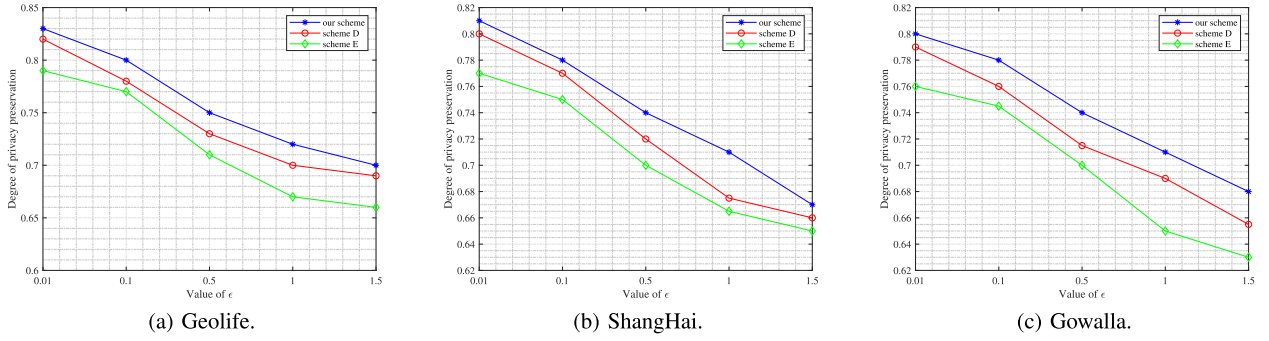 0.85
0.8
0.75
0.7
0.65
0.6
Degree of privacy preservation
our scheme
scheme D
scheme E
0.01
0.1
0.5
1
1.5
Value of ϵ
(a) Geolife.
0.82
0.8
0.78
0.76
0.74
0.72
0.7
0.68
0.66
0.64
0.62
Degree of privacy preservation
our scheme
scheme D
scheme E
0.01
0.1
0.5
1
1.5
Value of ϵ
(b) ShangHai.
0.82
0.8
0.78
0.76
0.74
0.72
0.7
0.68
0.66
0.64
0.62
Degree of privacy preservation
our scheme
scheme D
scheme E
0.01
0.1
0.5
1
1.5
Value of ϵ
(c) Gowalla.